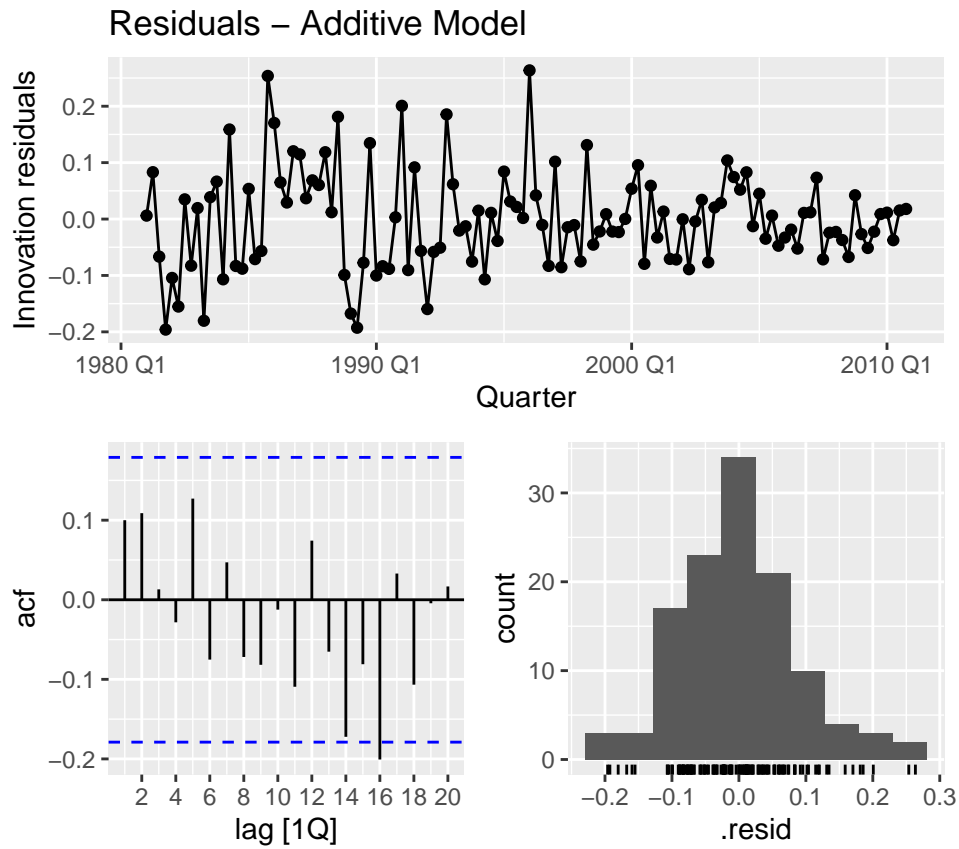 Residuals − Additive Model
Innovation residuals
0.2
0.1
0.0
−0.1
−0.2
1980 Q1 1990 Q1 2000 Q1 2010 Q1
Quarter
acf
0.1
0.0
−0.1
−0.2
2 4 6 8 10 12 14 16 18 20
lag [1Q]
count
30
20
10
0
−0.2 −0.1 0.0 0.1 0.2 0.3
.resid